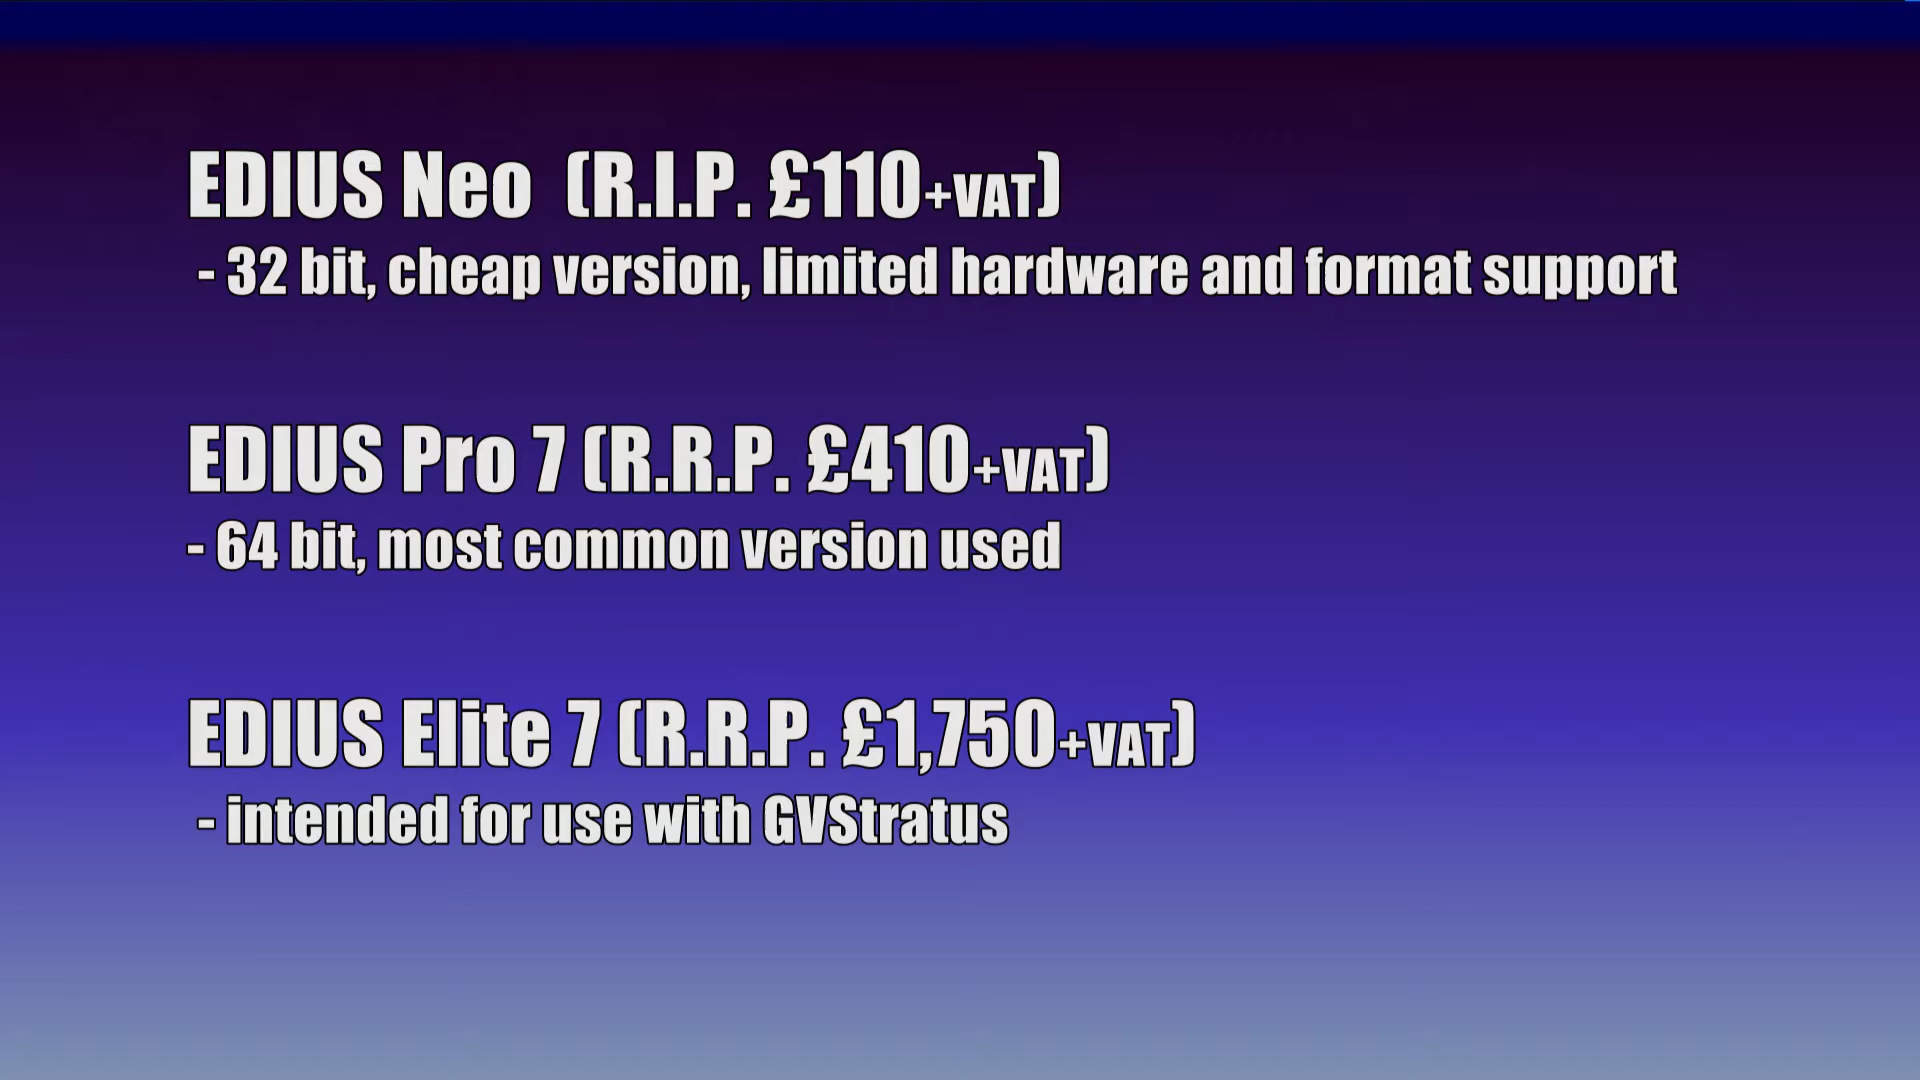 EDIUS Neo (R.I.P. £110+VAT)
- 32 bit, cheap version, limited hardware and format support
EDIUS Pro 7 (R.R.P. £410+VAT)
- 64 bit, most common version used
EDIUS Elite 7 (R.R.P. £1,750+VAT)
- intended for use with GVStratus